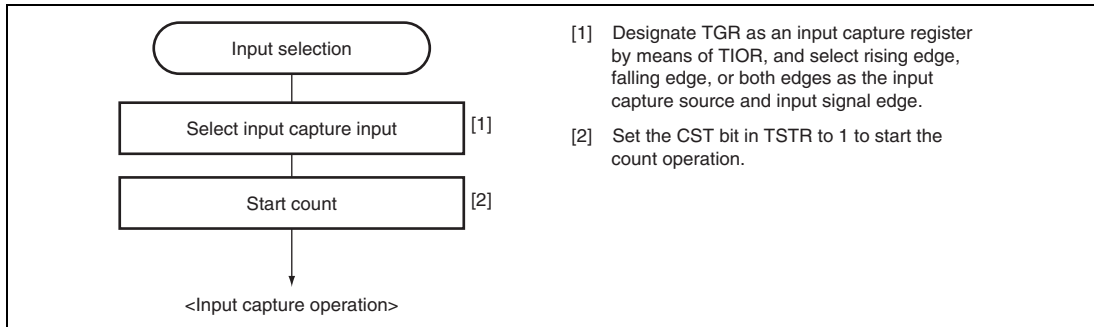 Input selection
Select input capture input
[1]
Start count
[2]
<Input capture operation>
[1] Designate TGR as an input capture register
by means of TIOR, and select rising edge,
falling edge, or both edges as the input
capture source and input signal edge.
[2] Set the CST bit in TSTR to 1 to start the
count operation.